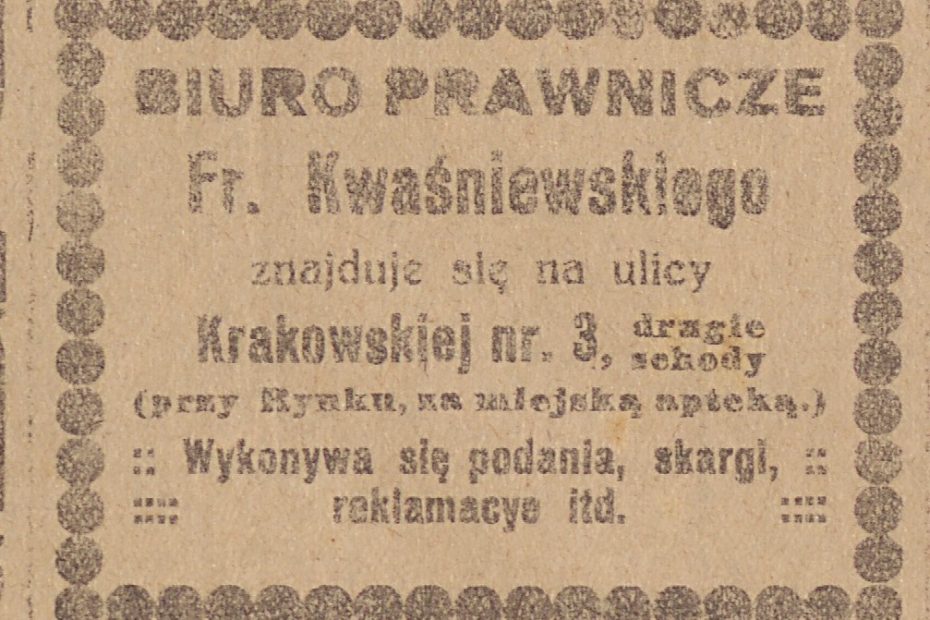 BIURO PRAWNICZE
Fr. Kwaśniewskiego
znajduje się na ulicy
Krakowskiej nr. 3, drugie schody
(przy Rynku, za miejską apteką.)
:: Wykonywa się podania, skargi, ::
reklamacye itd.